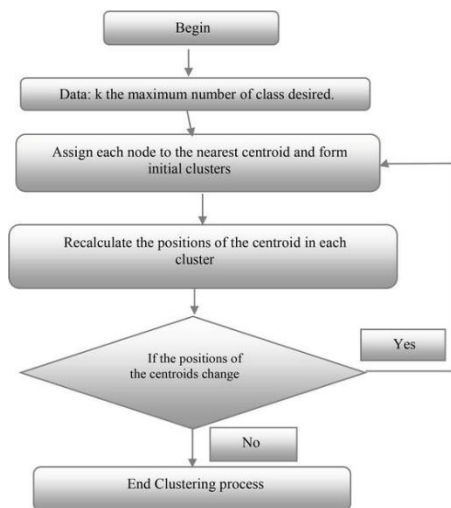 Begin
Data: k the maximum number of class desired.
Assign each node to the nearest centroid and form
initial clusters
Recalculate the positions of the centroid in each
cluster
If the positions of
the centroids change
Yes
No
End Clustering process